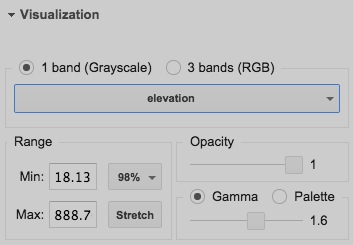 Visualization
1 band (Grayscale) 3 bands (RGB)
elevation
Range
Min: 18.13 98%
Max: 888.7 Stretch
Opacity
1
Gamma Palette
1.6